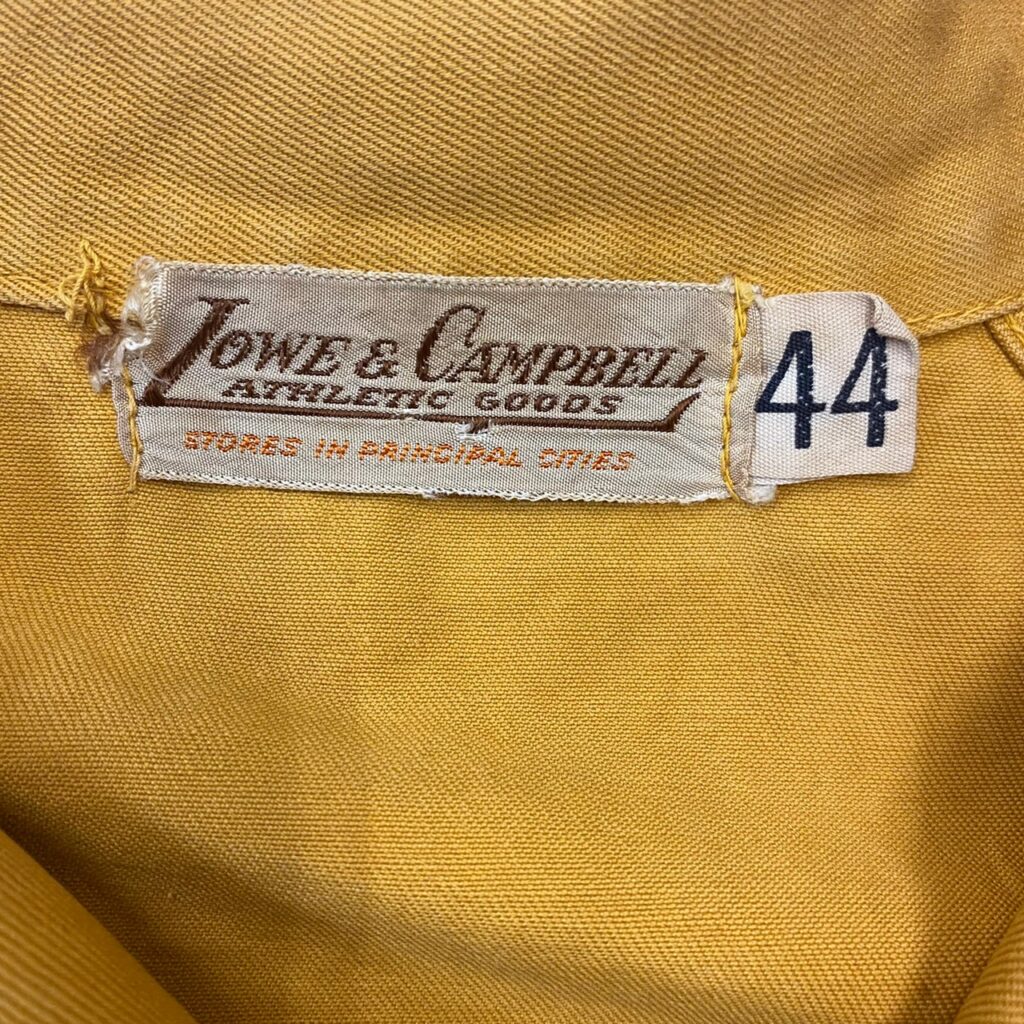 LOWE & CAMPBELL
ATHLETIC GOODS
STORES IN PRINCIPAL CITIES
44